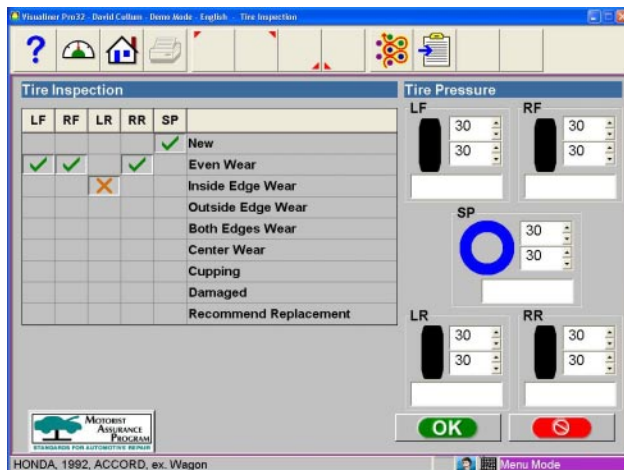 Visualiner Pro32 - David Cullum - Demo Mode - English - Tire Inspection
Tire Inspection
LF RF LR RR SP
New
Even Wear
Inside Edge Wear
Outside Edge Wear
Both Edges Wear
Center Wear
Cupping
Damaged
Recommend Replacement
Tire Pressure
LF
30
30
RF
30
30
SP
30
30
LR
30
30
RR
30
30
MOTORIST
ASSURANCE
PROGRAM
STANDARDS FOR AUTOMOTIVE REPAIR
OK
HONDA, 1992, ACCORD, ex. Wagon
Menu Mode